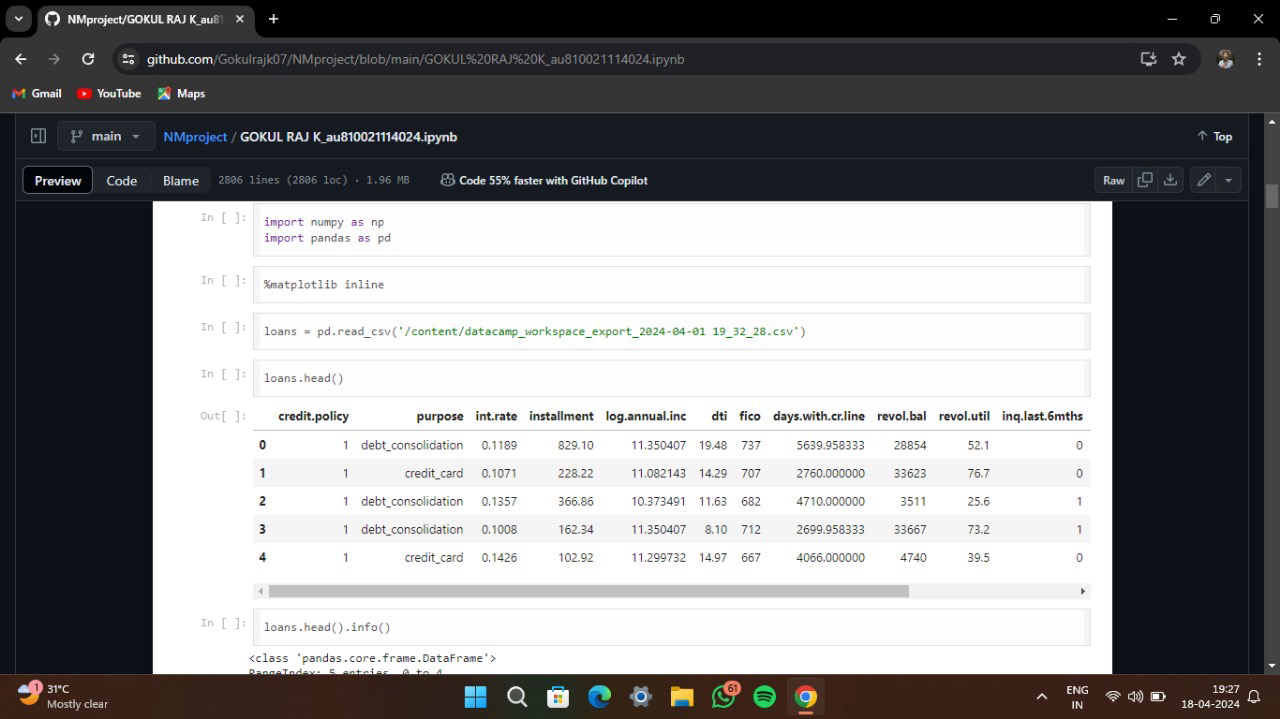 NMproject/GOKUL RAJ K_au81
github.com/Gokulrajk07/NMproject/blob/main/GOKUL%20RAJ%20K_au810021114024.ipynb
Gmail YouTube Maps
main NMproject / GOKUL RAJ K_au810021114024.ipynb Top
Preview Code Blame 2806 lines (2806 loc) · 1.96 MB Code 55% faster with GitHub Copilot Raw
In [ ]: import numpy as np
import pandas as pd
In [ ]: %matplotlib inline
In [ ]: loans = pd.read_csv('/content/datacamp_workspace_export_2024-04-01 19_32_28.csv')
In [ ]: loans.head()
Out[ ]: credit.policy purpose int.rate installment log.annual.inc dti fico days.with.cr.line revol.bal revol.util inq.last.6mths
0 1 debt_consolidation 0.1189 829.10 11.350407 19.48 737 5639.958333 28854 52.1 0
1 1 credit_card 0.1071 228.22 11.082143 14.29 707 2760.000000 33623 76.7 0
2 1 debt_consolidation 0.1357 366.86 10.373491 11.63 682 4710.000000 3511 25.6 1
3 1 debt_consolidation 0.1008 162.34 11.350407 8.10 712 2699.958333 33667 73.2 1
4 1 credit_card 0.1426 102.92 11.299732 14.97 667 4066.000000 4740 39.5 0
In [ ]: loans.head().info()
<class 'pandas.core.frame.DataFrame'>
RangeIndex: 5 entries, 0 to 4
1 31°C
Mostly clear
61
ENG
IN
19:27
18-04-2024